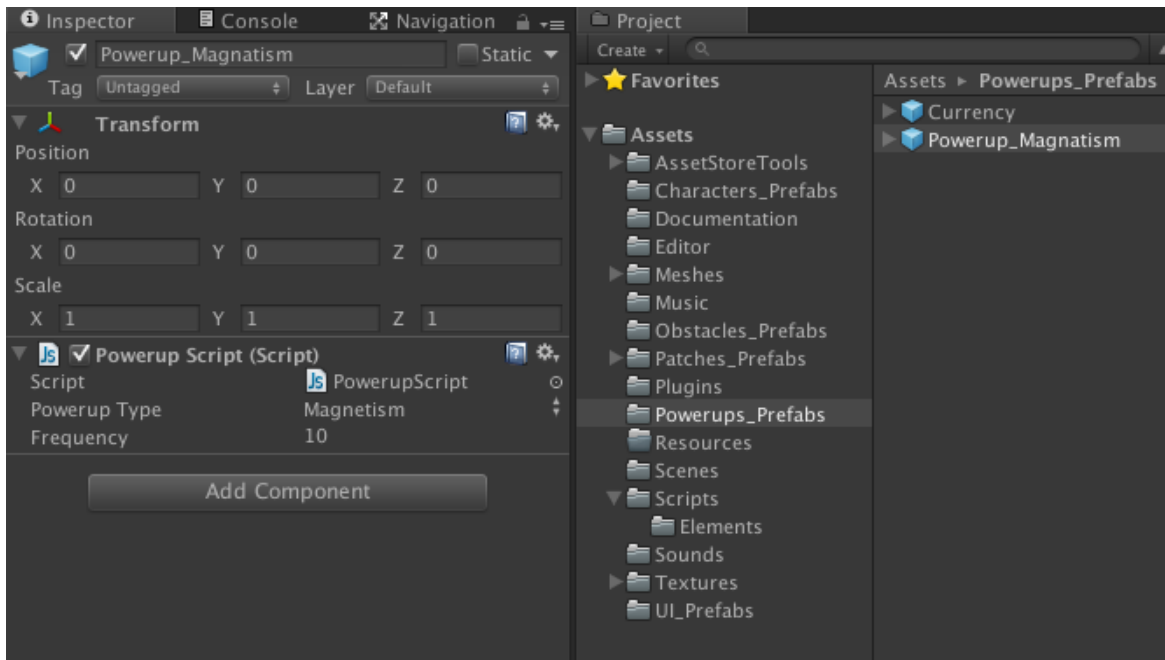 Inspector Console Navigation
Powerup_Magnatism Static
Tag Untagged Layer Default
Transform
Position
X 0 Y 0 Z 0
Rotation
X 0 Y 0 Z 0
Scale
X 1 Y 1 Z 1
Js Powerup Script (Script)
Script Js PowerupScript
Powerup Type Magnetism
Frequency 10
Add Component
Project
Create
Favorites
Assets
AssetStoreTools
Characters_Prefabs
Documentation
Editor
Meshes
Music
Obstacles_Prefabs
Patches_Prefabs
Plugins
Powerups_Prefabs
Resources
Scenes
Scripts
Elements
Sounds
Textures
UI_Prefabs
Assets ▸ Powerups_Prefabs
Currency
Powerup_Magnatism